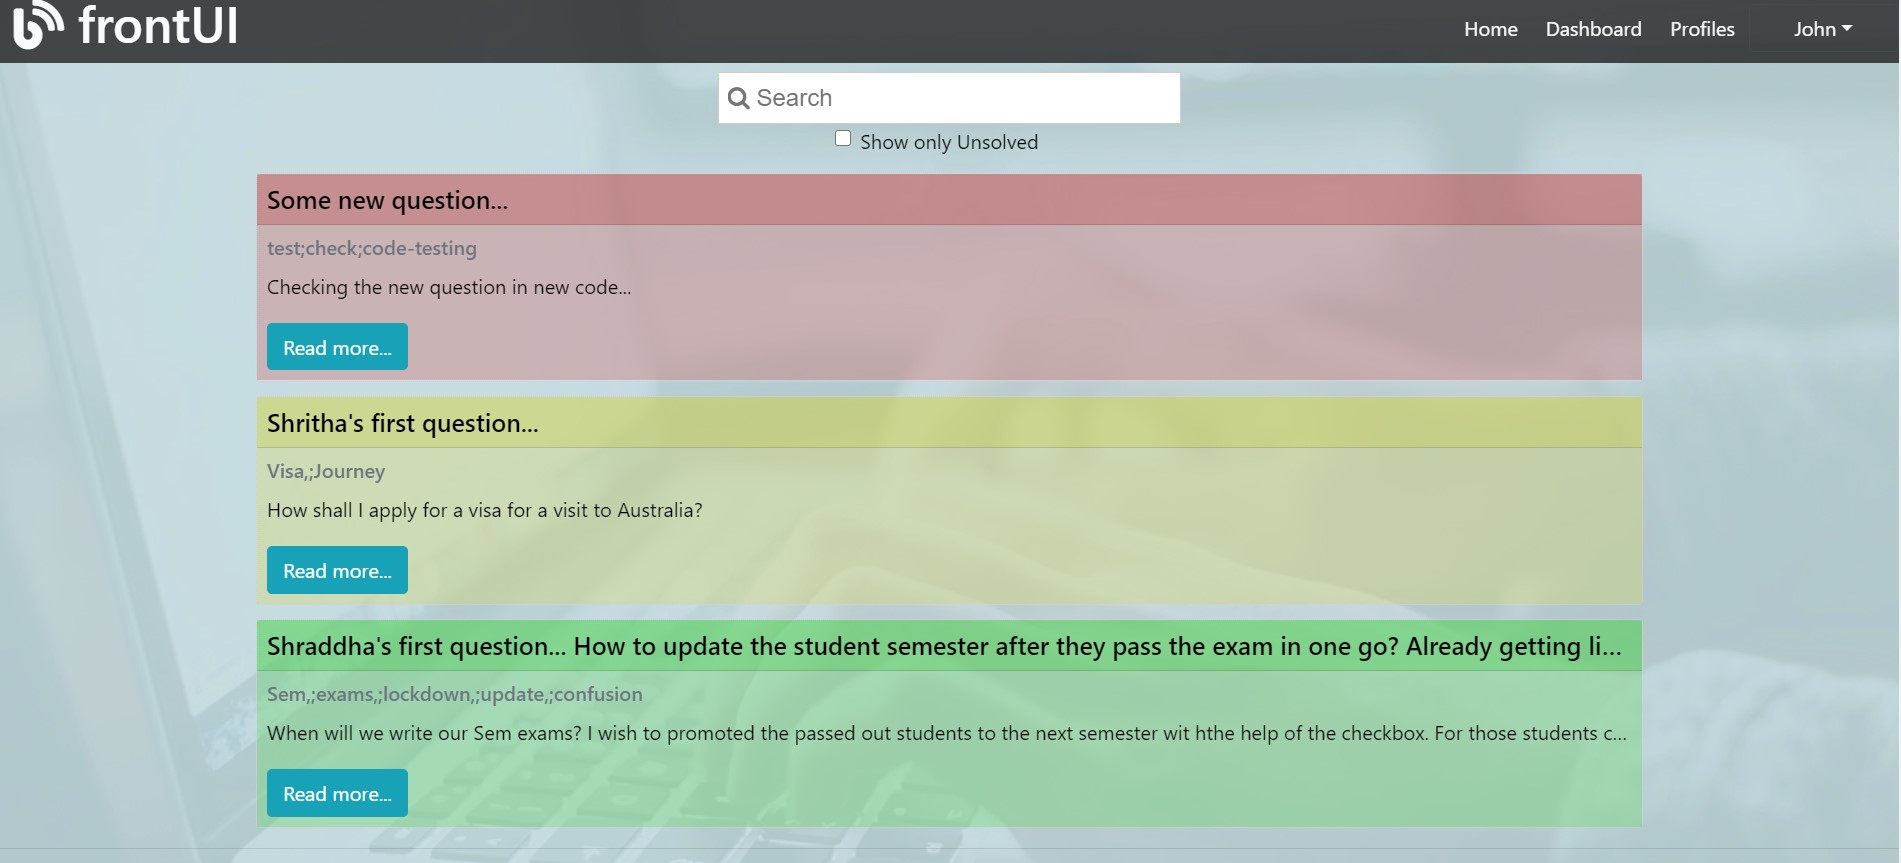 frontUI
Home Dashboard Profiles John
Search
Show only Unsolved
Some new question...
test;check;code-testing
Checking the new question in new code...
Read more...
Shritha's first question...
Visa,;Journey
How shall I apply for a visa for a visit to Australia?
Read more...
Shraddha's first question... How to update the student semester after they pass the exam in one go? Already getting li...
Sem,;exams,;lockdown,;update,;confusion
When will we write our Sem exams? I wish to promoted the passed out students to the next semester wit hthe help of the checkbox. For those students c...
Read more...